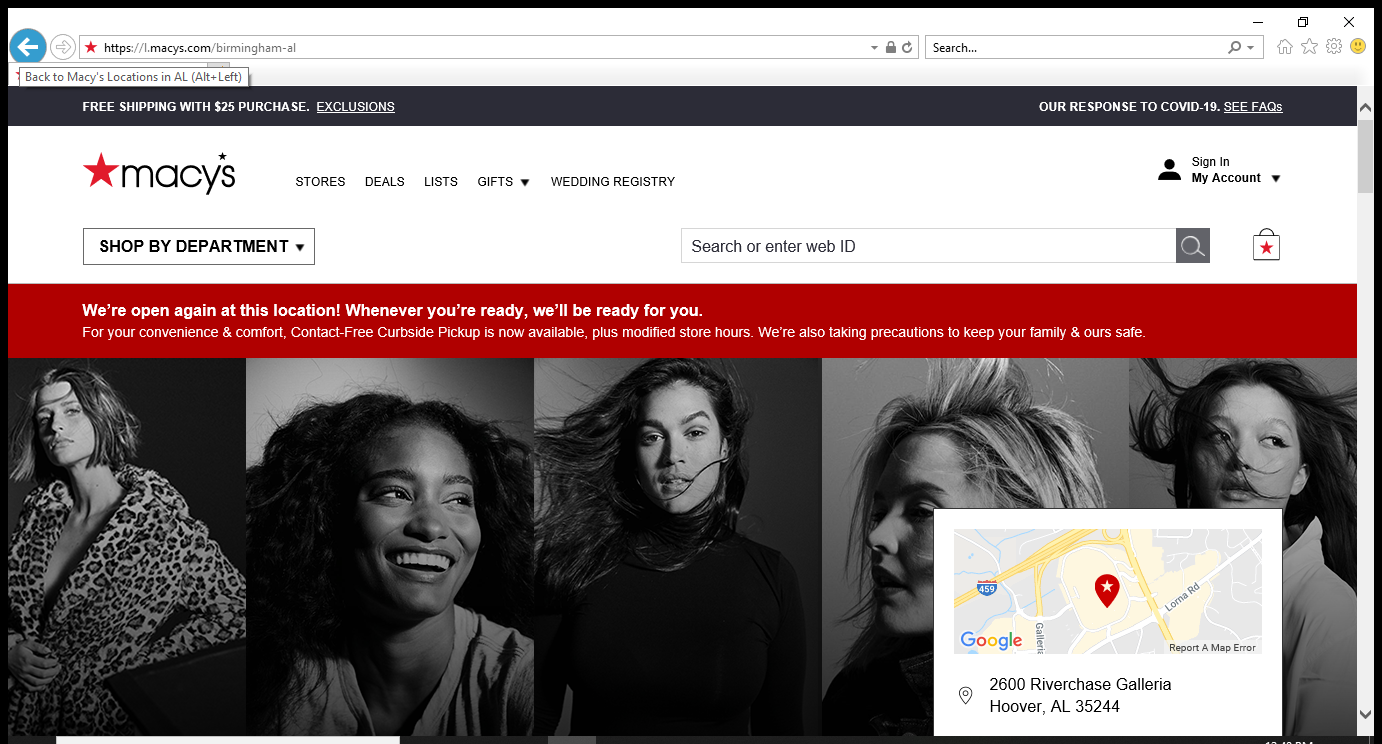 https://l.macys.com/birmingham-al
Search...
Back to Macy's Locations in AL (Alt+Left)
FREE SHIPPING WITH $25 PURCHASE. EXCLUSIONS
OUR RESPONSE TO COVID-19. SEE FAQs
macy's
STORES DEALS LISTS GIFTS WEDDING REGISTRY
Sign In
My Account
SHOP BY DEPARTMENT
Search or enter web ID
We're open again at this location! Whenever you're ready, we'll be ready for you.
For your convenience & comfort, Contact-Free Curbside Pickup is now available, plus modified store hours. We're also taking precautions to keep your family & ours safe.
459
Lorna Rd
Galleria
Google
Report A Map Error
2600 Riverchase Galleria
Hoover, AL 35244